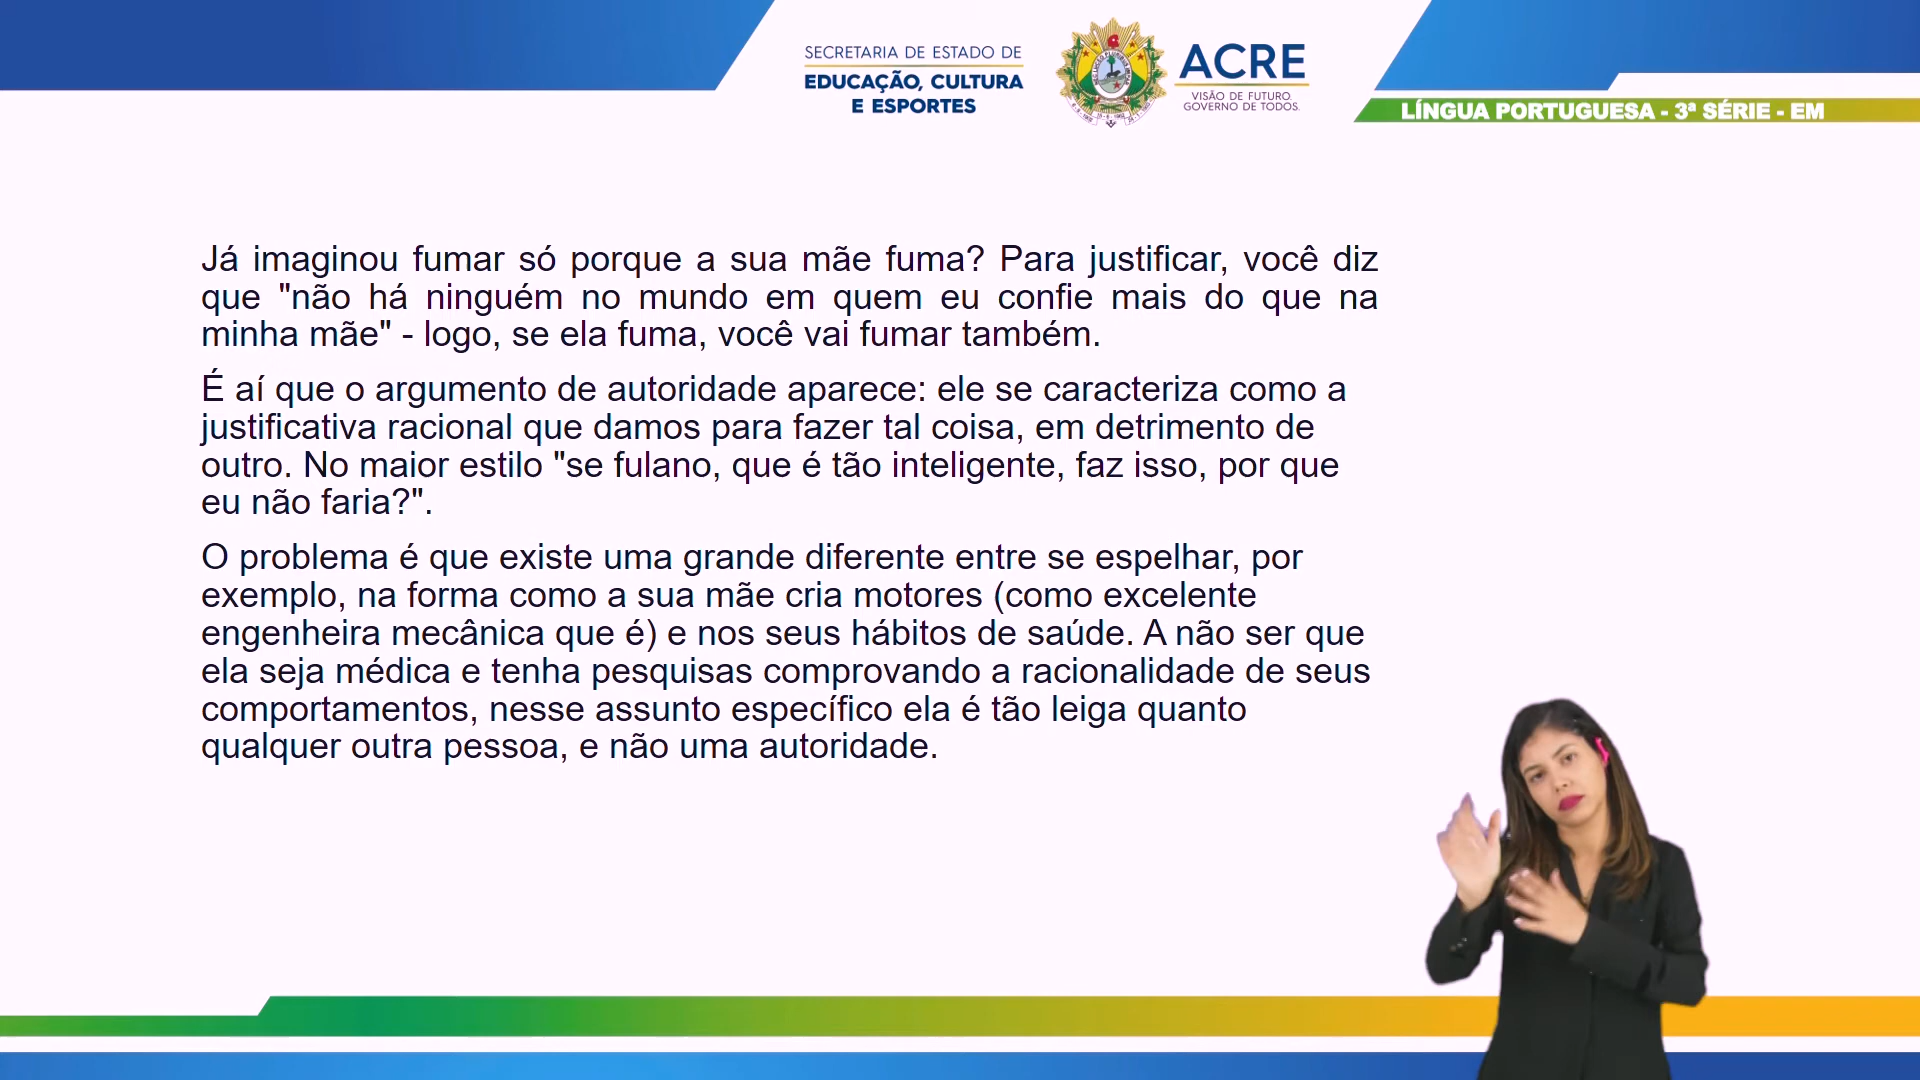 SECRETARIA DE ESTADO DE
EDUCAÇÃO, CULTURA
E ESPORTES
ACRE
VISÃO DE FUTURO.
GOVERNO DE TODOS.
LÍNGUA PORTUGUESA - 3ª SÉRIE - EM
Já imaginou fumar só porque a sua mãe fuma? Para justificar, você diz
que "não há ninguém no mundo em quem eu confie mais do que na
minha mãe" - logo, se ela fuma, você vai fumar também.
É aí que o argumento de autoridade aparece: ele se caracteriza como a
justificativa racional que damos para fazer tal coisa, em detrimento de
outro. No maior estilo "se fulano, que é tão inteligente, faz isso, por que
eu não faria?".
O problema é que existe uma grande diferente entre se espelhar, por
exemplo, na forma como a sua mãe cria motores (como excelente
engenheira mecânica que é) e nos seus hábitos de saúde. A não ser que
ela seja médica e tenha pesquisas comprovando a racionalidade de seus
comportamentos, nesse assunto específico ela é tão leiga quanto
qualquer outra pessoa, e não uma autoridade.